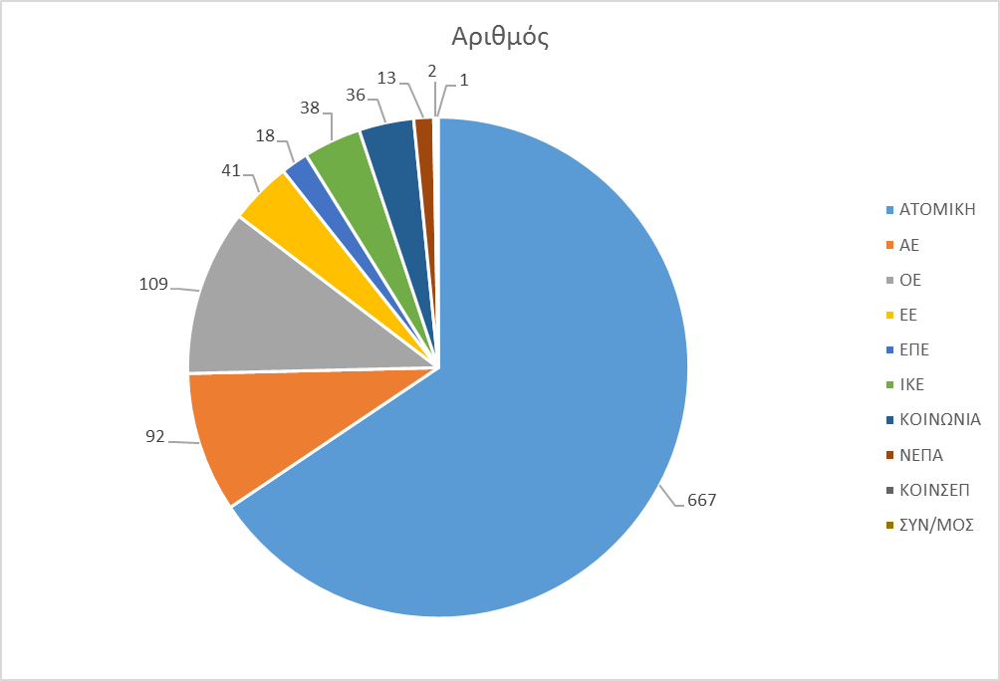 Αριθμός
2
1
13
36
38
18
41
109
92
667
ΑΤΟΜΙΚΗ
ΑΕ
ΟΕ
ΕΕ
ΕΠΕ
ΙΚΕ
ΚΟΙΝΩΝΙΑ
ΝΕΠΑ
ΚΟΙΝΣΕΠ
ΣΥΝ/ΜΟΣ